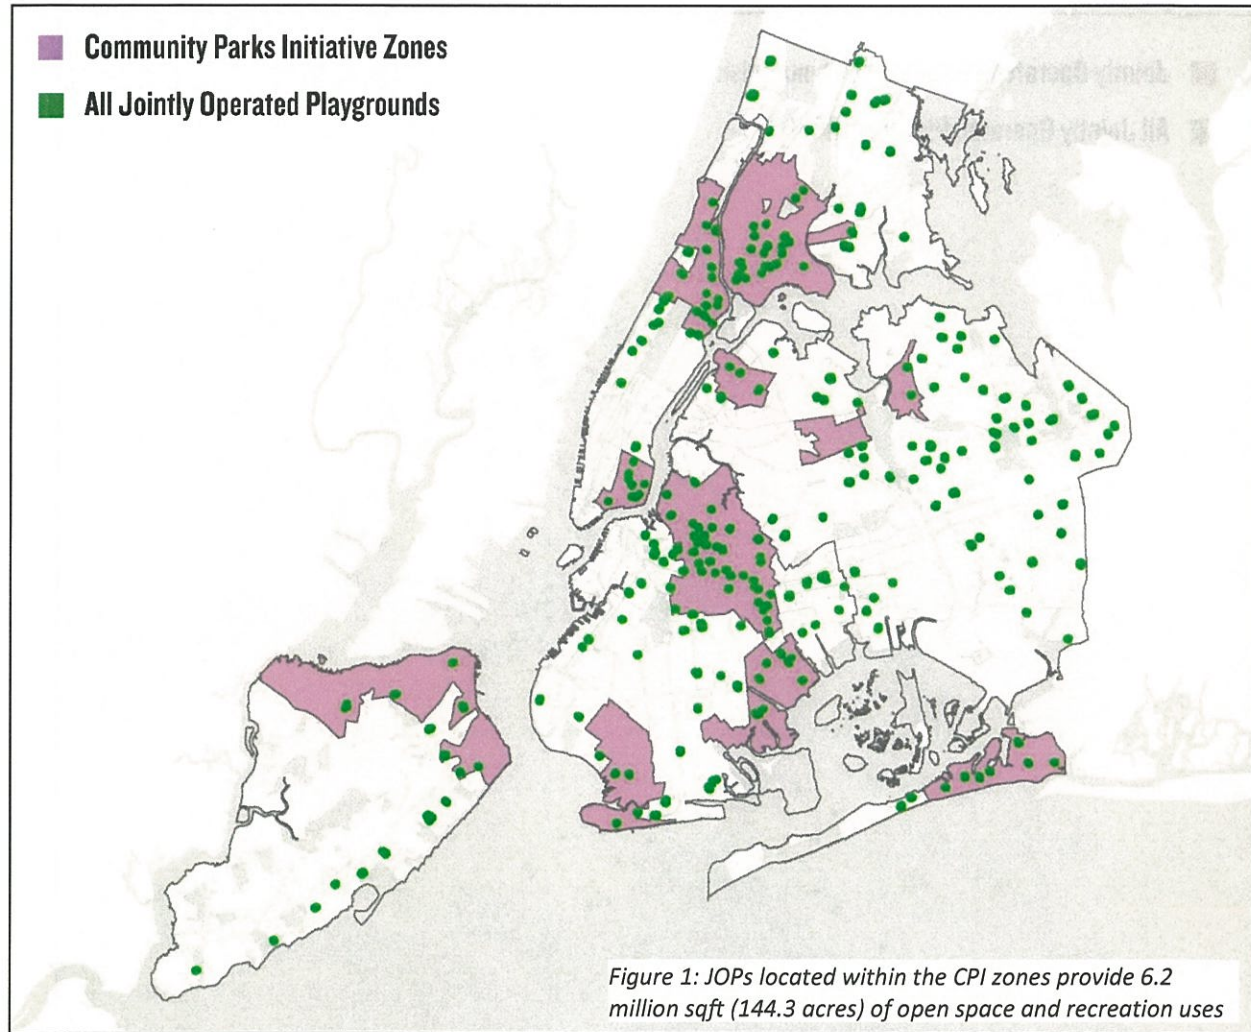 Community Parks Initiative Zones
All Jointly Operated Playgrounds
Figure 1: JOPs located within the CPI zones provide 6.2
million sqft (144.3 acres) of open space and recreation uses